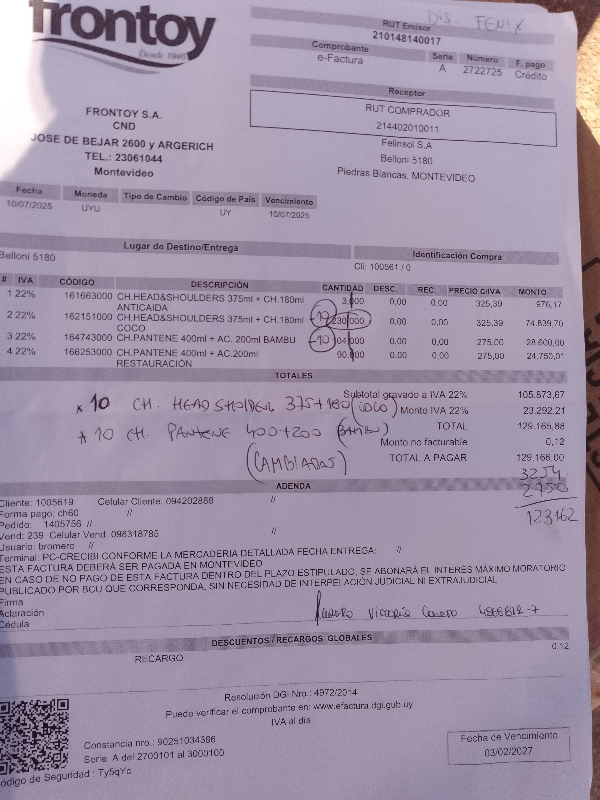 DIS. FENIX
frontoy
Desde 1946
RUT Emisor
210148140017
Comprobante Serie Número F. pago
e-Factura A 2722725 Crédito
Receptor
RUT COMPRADOR
214402010011
Felinsol S.A
Belloni 5180
Piedras Blancas, MONTEVIDEO
FRONTOY S.A.
CND
JOSE DE BEJAR 2600 y ARGERICH
TEL.: 23061044
Montevideo
Fecha Moneda Tipo de Cambio Código de País Vencimiento
10/07/2025 UYU UY 10/07/2025
Lugar de Destino/Entrega
Belloni 5180
Identificación Compra
Cli: 100561 / 0
# IVA CÓDIGO DESCRIPCIÓN CANTIDAD DESC. REC. PRECIO C/IVA MONTO
1 22% 161663000 CH.HEAD&SHOULDERS 375ml + CH.180ml 3,000 0,00 0,00 325,39 976,17
ANTICAIDA
2 22% 162151000 CH.HEAD&SHOULDERS 375ml + CH.180ml -10 230,000 0,00 0,00 325,39 74.839,70
COCO
3 22% 164743000 CH.PANTENE 400ml + AC. 200ml BAMBU -10 04,000 0,00 0,00 275,00 28.600,00
4 22% 166253000 CH.PANTENE 400ml + AC.200ml 90,000 0,00 0,00 275,00 24.750,01
RESTAURACIÓN
TOTALES
Subtotal gravado a IVA 22% 105.873,67
Monto IVA 22% 23.292,21
TOTAL 129.165,88
Monto no facturable 0,12
TOTAL A PAGAR 129.166,00
* 10 CH. HEADSHOLDER 375+180 (COCO)
* 10 CH. PANTENE 400+200 (BAMBU)
(CAMBIADAS)
3254
2750
123162
ADENDA
Cliente: 1005619 Celular Cliente: 094202888 //
Forma pago: ch60 //
Pedido: 1405756 //
Vend: 239 Celular Vend: 098318785 //
Usuario: bromero //
Terminal: PC-CRECIBI CONFORME LA MERCADERIA DETALLADA FECHA ENTREGA: //
ESTA FACTURA DEBERÁ SER PAGADA EN MONTEVIDEO
EN CASO DE NO PAGO DE ESTA FACTURA DENTRO DEL PLAZO ESTIPULADO, SE ABONARÁ EL INTERÉS MÁXIMO MORATORIO
PUBLICADO POR BCU QUE CORRESPONDA, SIN NECESIDAD DE INTERPELACIÓN JUDICIAL NI EXTRAJUDICIAL
Firma
Aclaración
Cédula
DESCUENTOS / RECARGOS GLOBALES
RECARGO 0,12
Resolución DGI Nro.: 4972/2014
Puede verificar el comprobante en: www.efactura.dgi.gub.uy
IVA al día
Constancia nro.: 90251034386
Serie: A del 2700101 al 3000100
Código de Seguridad : Ty5qYc
Fecha de Vencimiento
03/02/2027